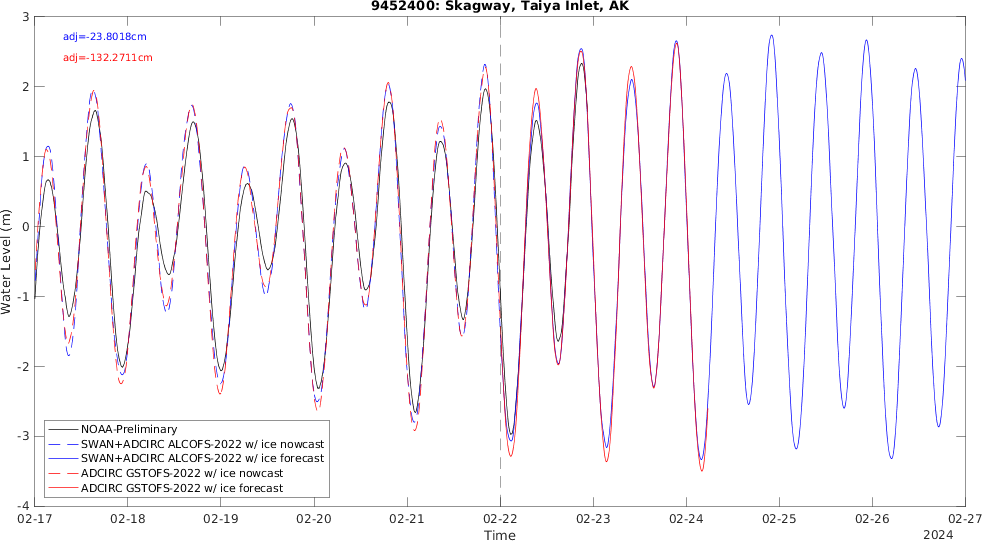 9452400: Skagway, Taiya Inlet, AK
adj=-23.8018cm
adj=-132.2711cm
Water Level (m)
3
2
1
0
-1
-2
-3
-4
NOAA-Preliminary
SWAN+ADCIRC ALCOFS-2022 w/ ice nowcast
SWAN+ADCIRC ALCOFS-2022 w/ ice forecast
ADCIRC GSTOFS-2022 w/ ice nowcast
ADCIRC GSTOFS-2022 w/ ice forecast
02-17 02-18 02-19 02-20 02-21 02-22 02-23 02-24 02-25 02-26 02-27
Time
2024